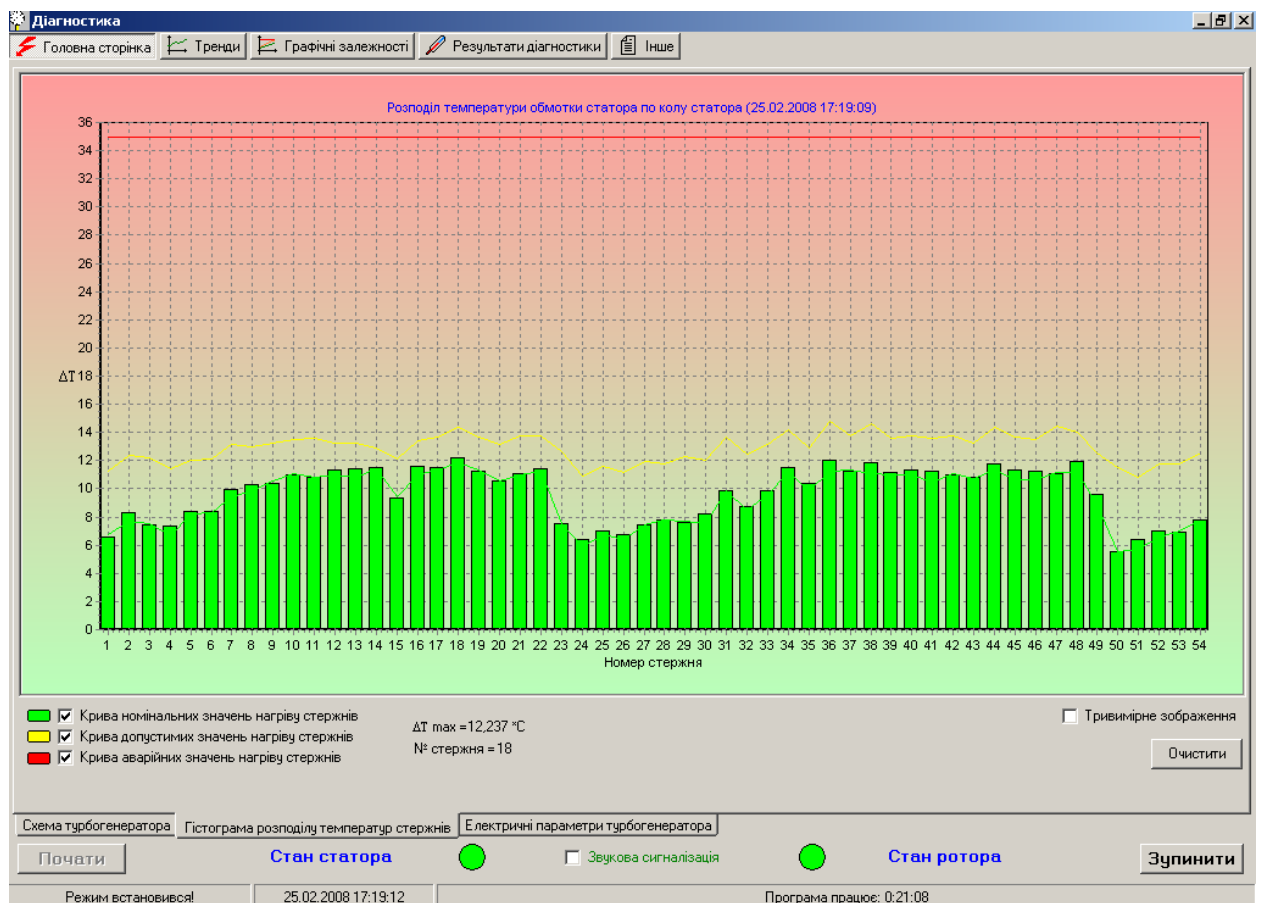 Діагностика
Головна сторінка Тренди Графічні залежності Результати діагностики Інше
Розподіл температури обмотки статора по колу статора (25.02.2008 17:19:09)
36
34
32
30
28
26
24
22
20
ΔT 18
16
14
12
10
8
6
4
2
0
1 2 3 4 5 6 7 8 9 10 11 12 13 14 15 16 17 18 19 20 21 22 23 24 25 26 27 28 29 30 31 32 33 34 35 36 37 38 39 40 41 42 43 44 45 46 47 48 49 50 51 52 53 54
Номер стержня
Крива номінальних значень нагріву стержнів
Крива допустимих значень нагріву стержнів
Крива аварійних значень нагріву стержнів
ΔT max =12,237 °C
№ стержня =18
Тривимірне зображення
Очистити
Схема турбогенератора Гістограма розподілу температур стержнів Електричні параметри турбогенератора
Почати Стан статора Звукова сигналізація Стан ротора Зупинити
Режим встановився! 25.02.2008 17:19:12 Програма працює: 0:21:08